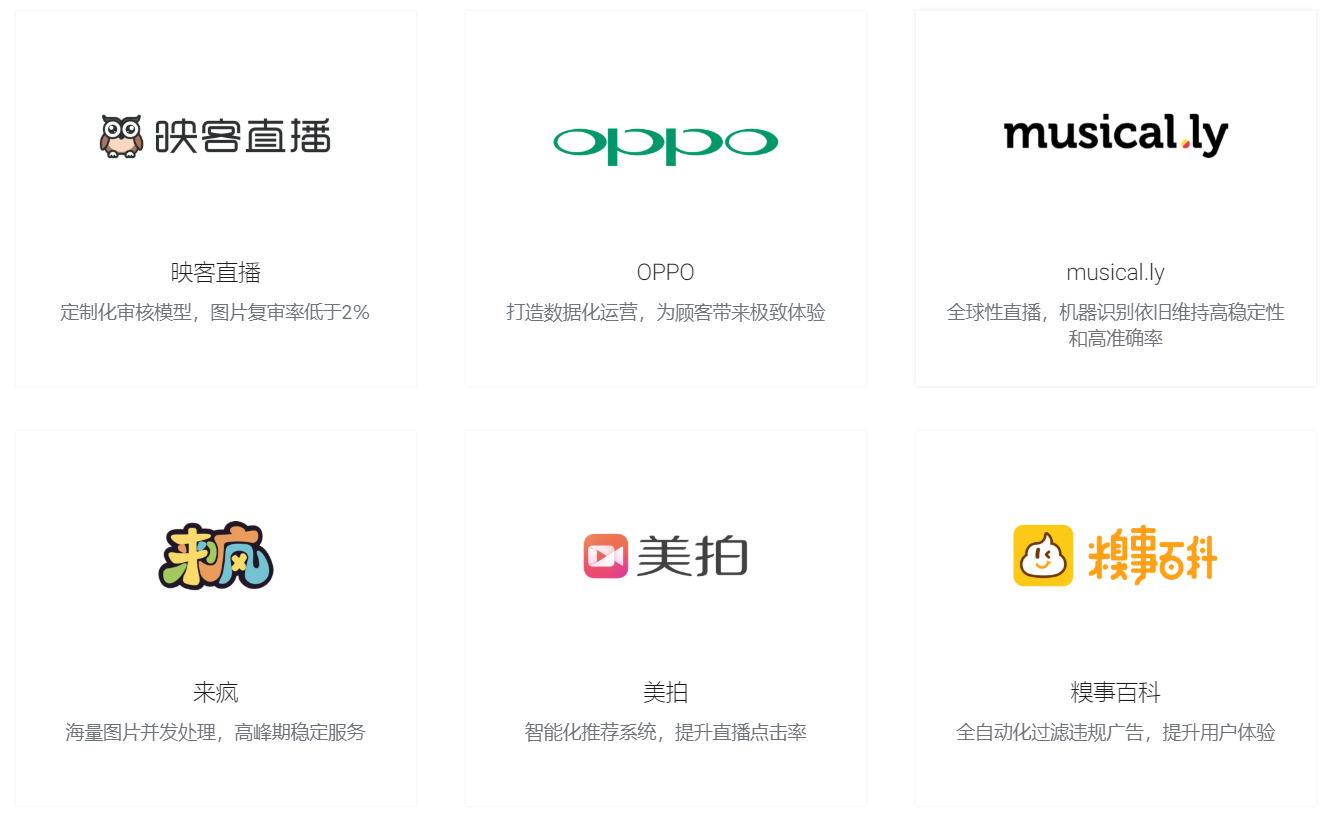 映客直播
OPPO
musical.ly
映客直播
OPPO
musical.ly
定制化审核模型，图片复审率低于2%
打造数据化运营，为顾客带来极致体验
全球性直播，机器识别依旧维持高稳定性
和高准确率
来疯
美拍
糗事百科
来疯
美拍
糗事百科
海量图片并发处理，高峰期稳定服务
智能化推荐系统，提升直播点击率
全自动化过滤违规广告，提升用户体验